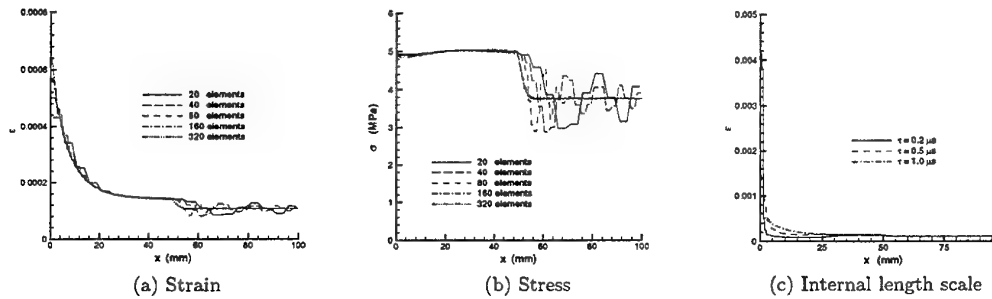 0.0008
0.0006
0.0004
0.0002
0
ε
0 20 40 60 80 100
x (mm)
20 elements
40 elements
80 elements
160 elements
320 elements
(a) Strain
6
5
4
3
2
1
0
σ (MPa)
0 20 40 60 80 100
x (mm)
20 elements
40 elements
80 elements
160 elements
320 elements
(b) Stress
0.005
0.004
0.003
0.002
0.001
0
ε
0 25 50 75
x (mm)
τ = 0.2 μs
τ = 0.5 μs
τ = 1.0 μs
(c) Internal length scale